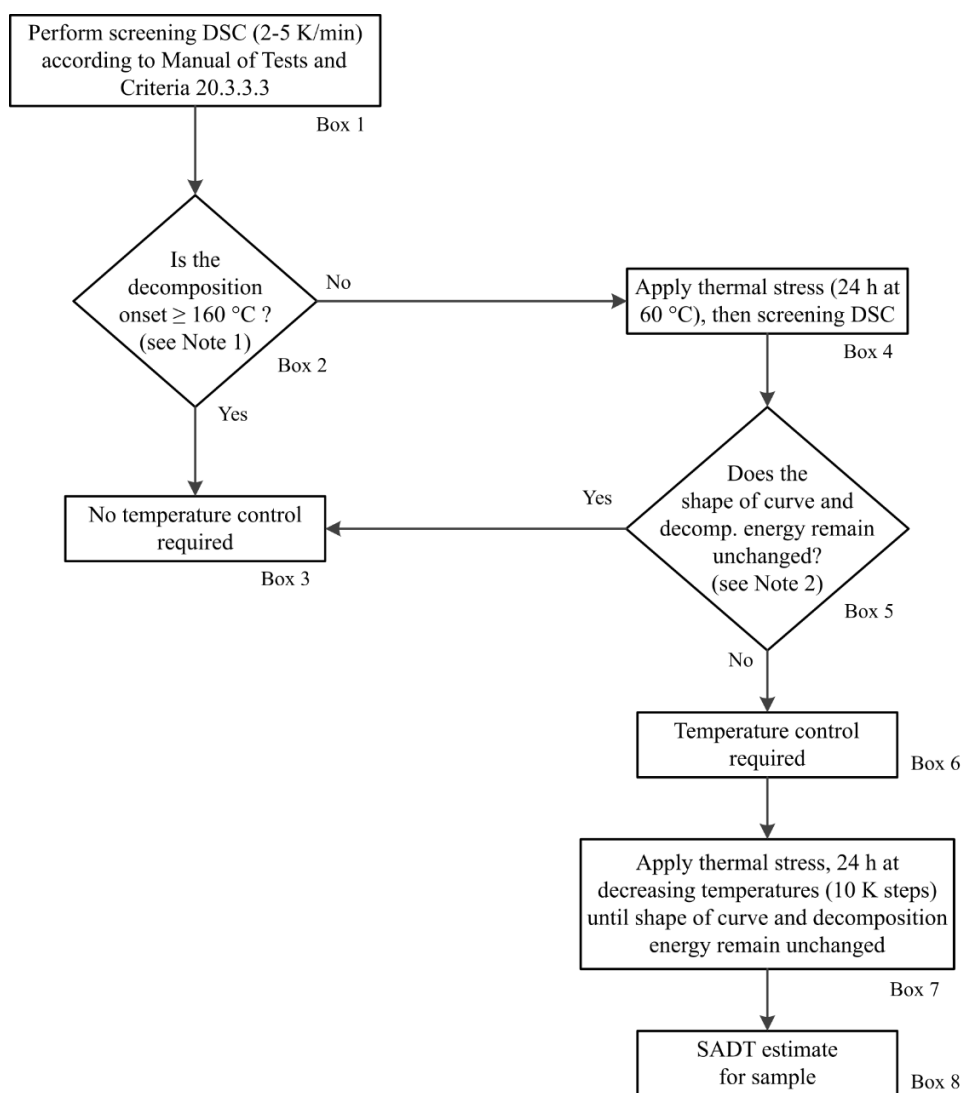 Perform screening DSC (2-5 K/min)
according to Manual of Tests and
Criteria 20.3.3.3
Box 1
Is the
decomposition
onset ≥ 160 °C ?
(see Note 1)
Box 2
No
Yes
Apply thermal stress (24 h at
60 °C), then screening DSC
Box 4
No temperature control
required
Box 3
Does the
shape of curve and
decomp. energy remain
unchanged?
(see Note 2)
Box 5
Yes
No
Temperature control
required
Box 6
Apply thermal stress, 24 h at
decreasing temperatures (10 K steps)
until shape of curve and decomposition
energy remain unchanged
Box 7
SADT estimate
for sample
Box 8